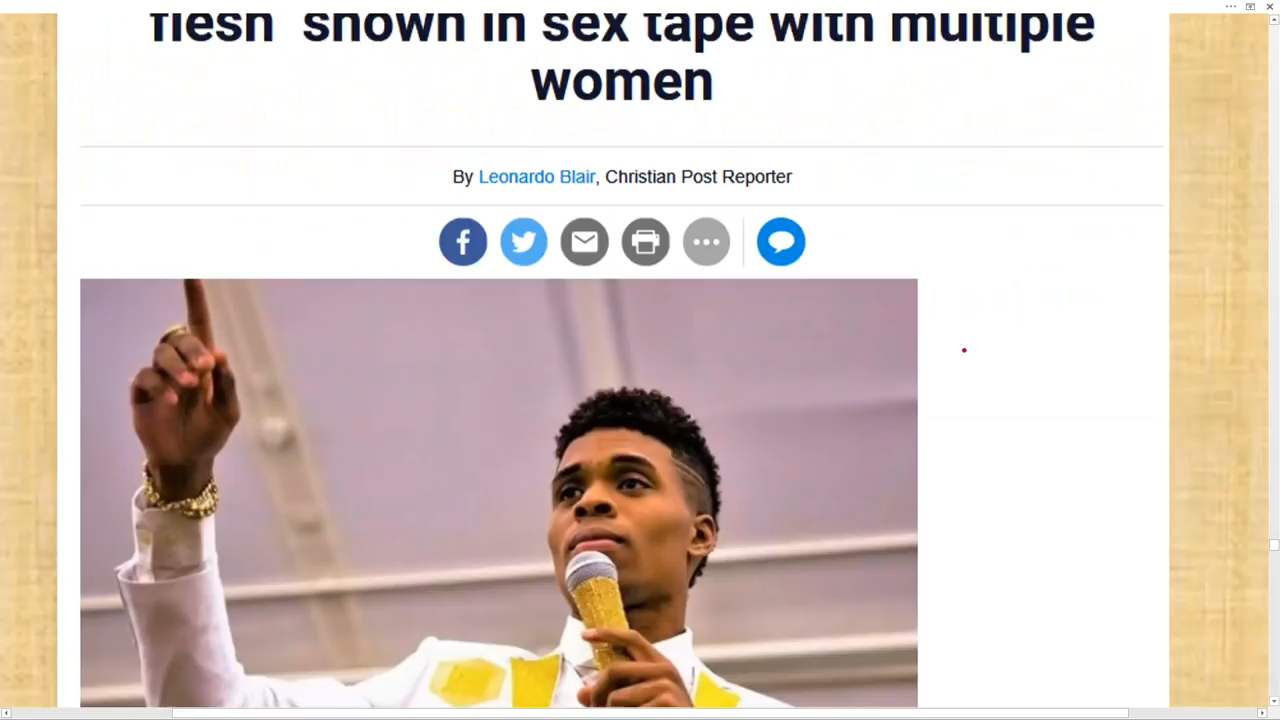 flesh' shown in sex tape with multiple
women
By Leonardo Blair, Christian Post Reporter